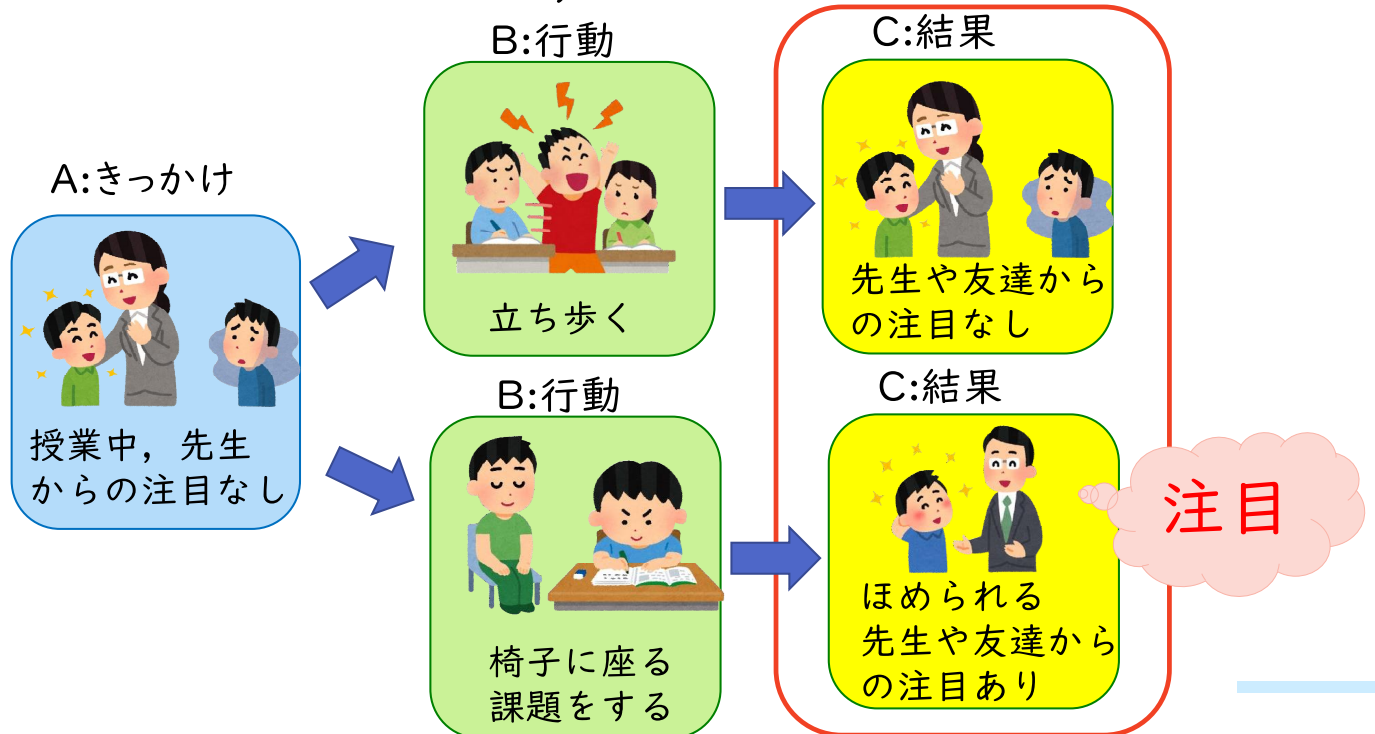 A:きっかけ
授業中，先生
からの注目なし
B:行動
立ち歩く
C:結果
先生や友達から
の注目なし
B:行動
椅子に座る
課題をする
C:結果
ほめられる
先生や友達から
の注目あり
注目